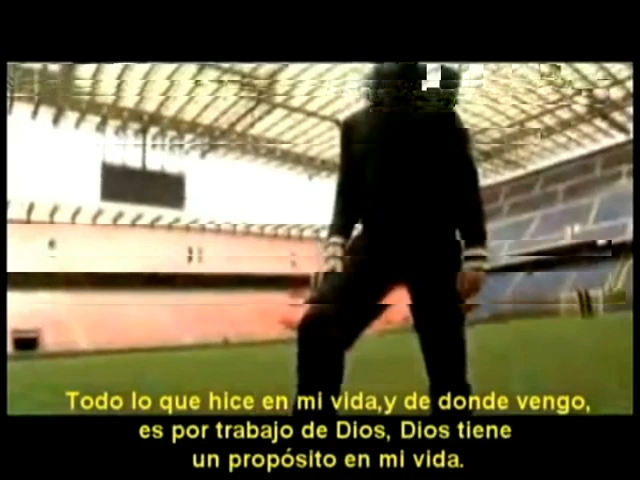 Todo lo que hice en mi vida,y de donde vengo,
es por trabajo de Dios, Dios tiene
un propósito en mi vida.